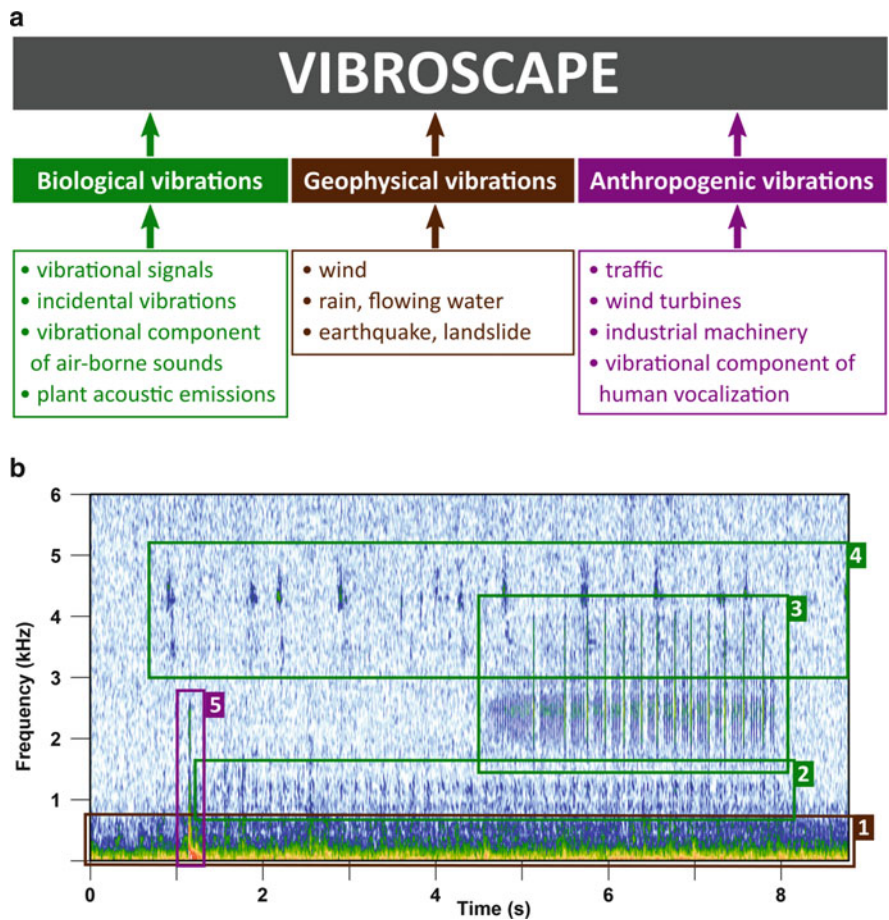 a
VIBROSCAPE
Biological vibrations
Geophysical vibrations
Anthropogenic vibrations
• vibrational signals
• incidental vibrations
• vibrational component
of air-borne sounds
• plant acoustic emissions
• wind
• rain, flowing water
• earthquake, landslide
• traffic
• wind turbines
• industrial machinery
• vibrational component of
human vocalization
b
6
5
4
3
2
1
Frequency (kHz)
4
3
5
2
1
0 2 4 6 8
Time (s)